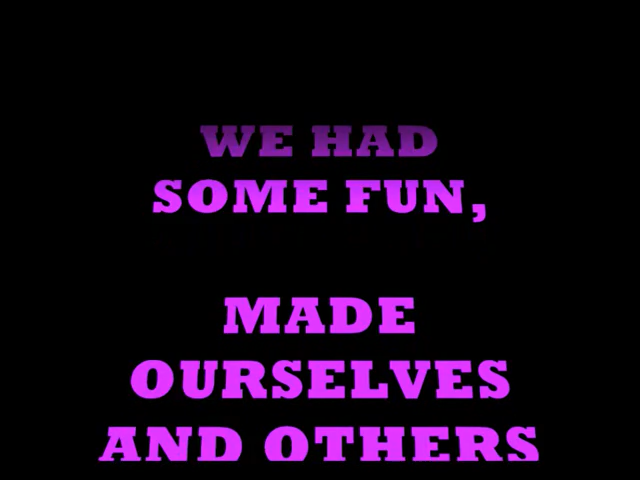 WE HAD
SOME FUN,
MADE
OURSELVES
AND OTHERS